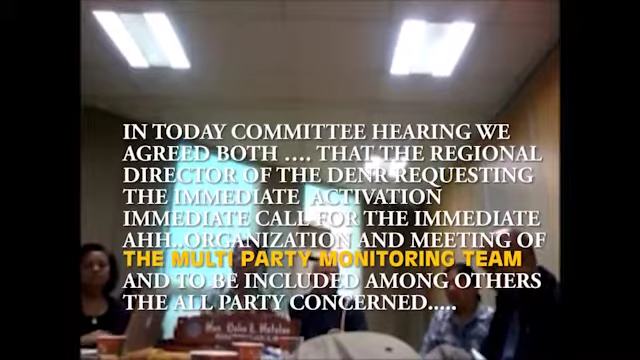 IN TODAY COMMITTEE HEARING WE
AGREED BOTH .... THAT THE REGIONAL
DIRECTOR OF THE DENR REQUESTING
THE IMMEDIATE ACTIVATION
IMMEDIATE CALL FOR THE IMMEDIATE
AHH..ORGANIZATION AND MEETING OF
THE MULTI PARTY MONITORING TEAM
AND TO BE INCLUDED AMONG OTHERS
THE ALL PARTY CONCERNED.....
Hon.